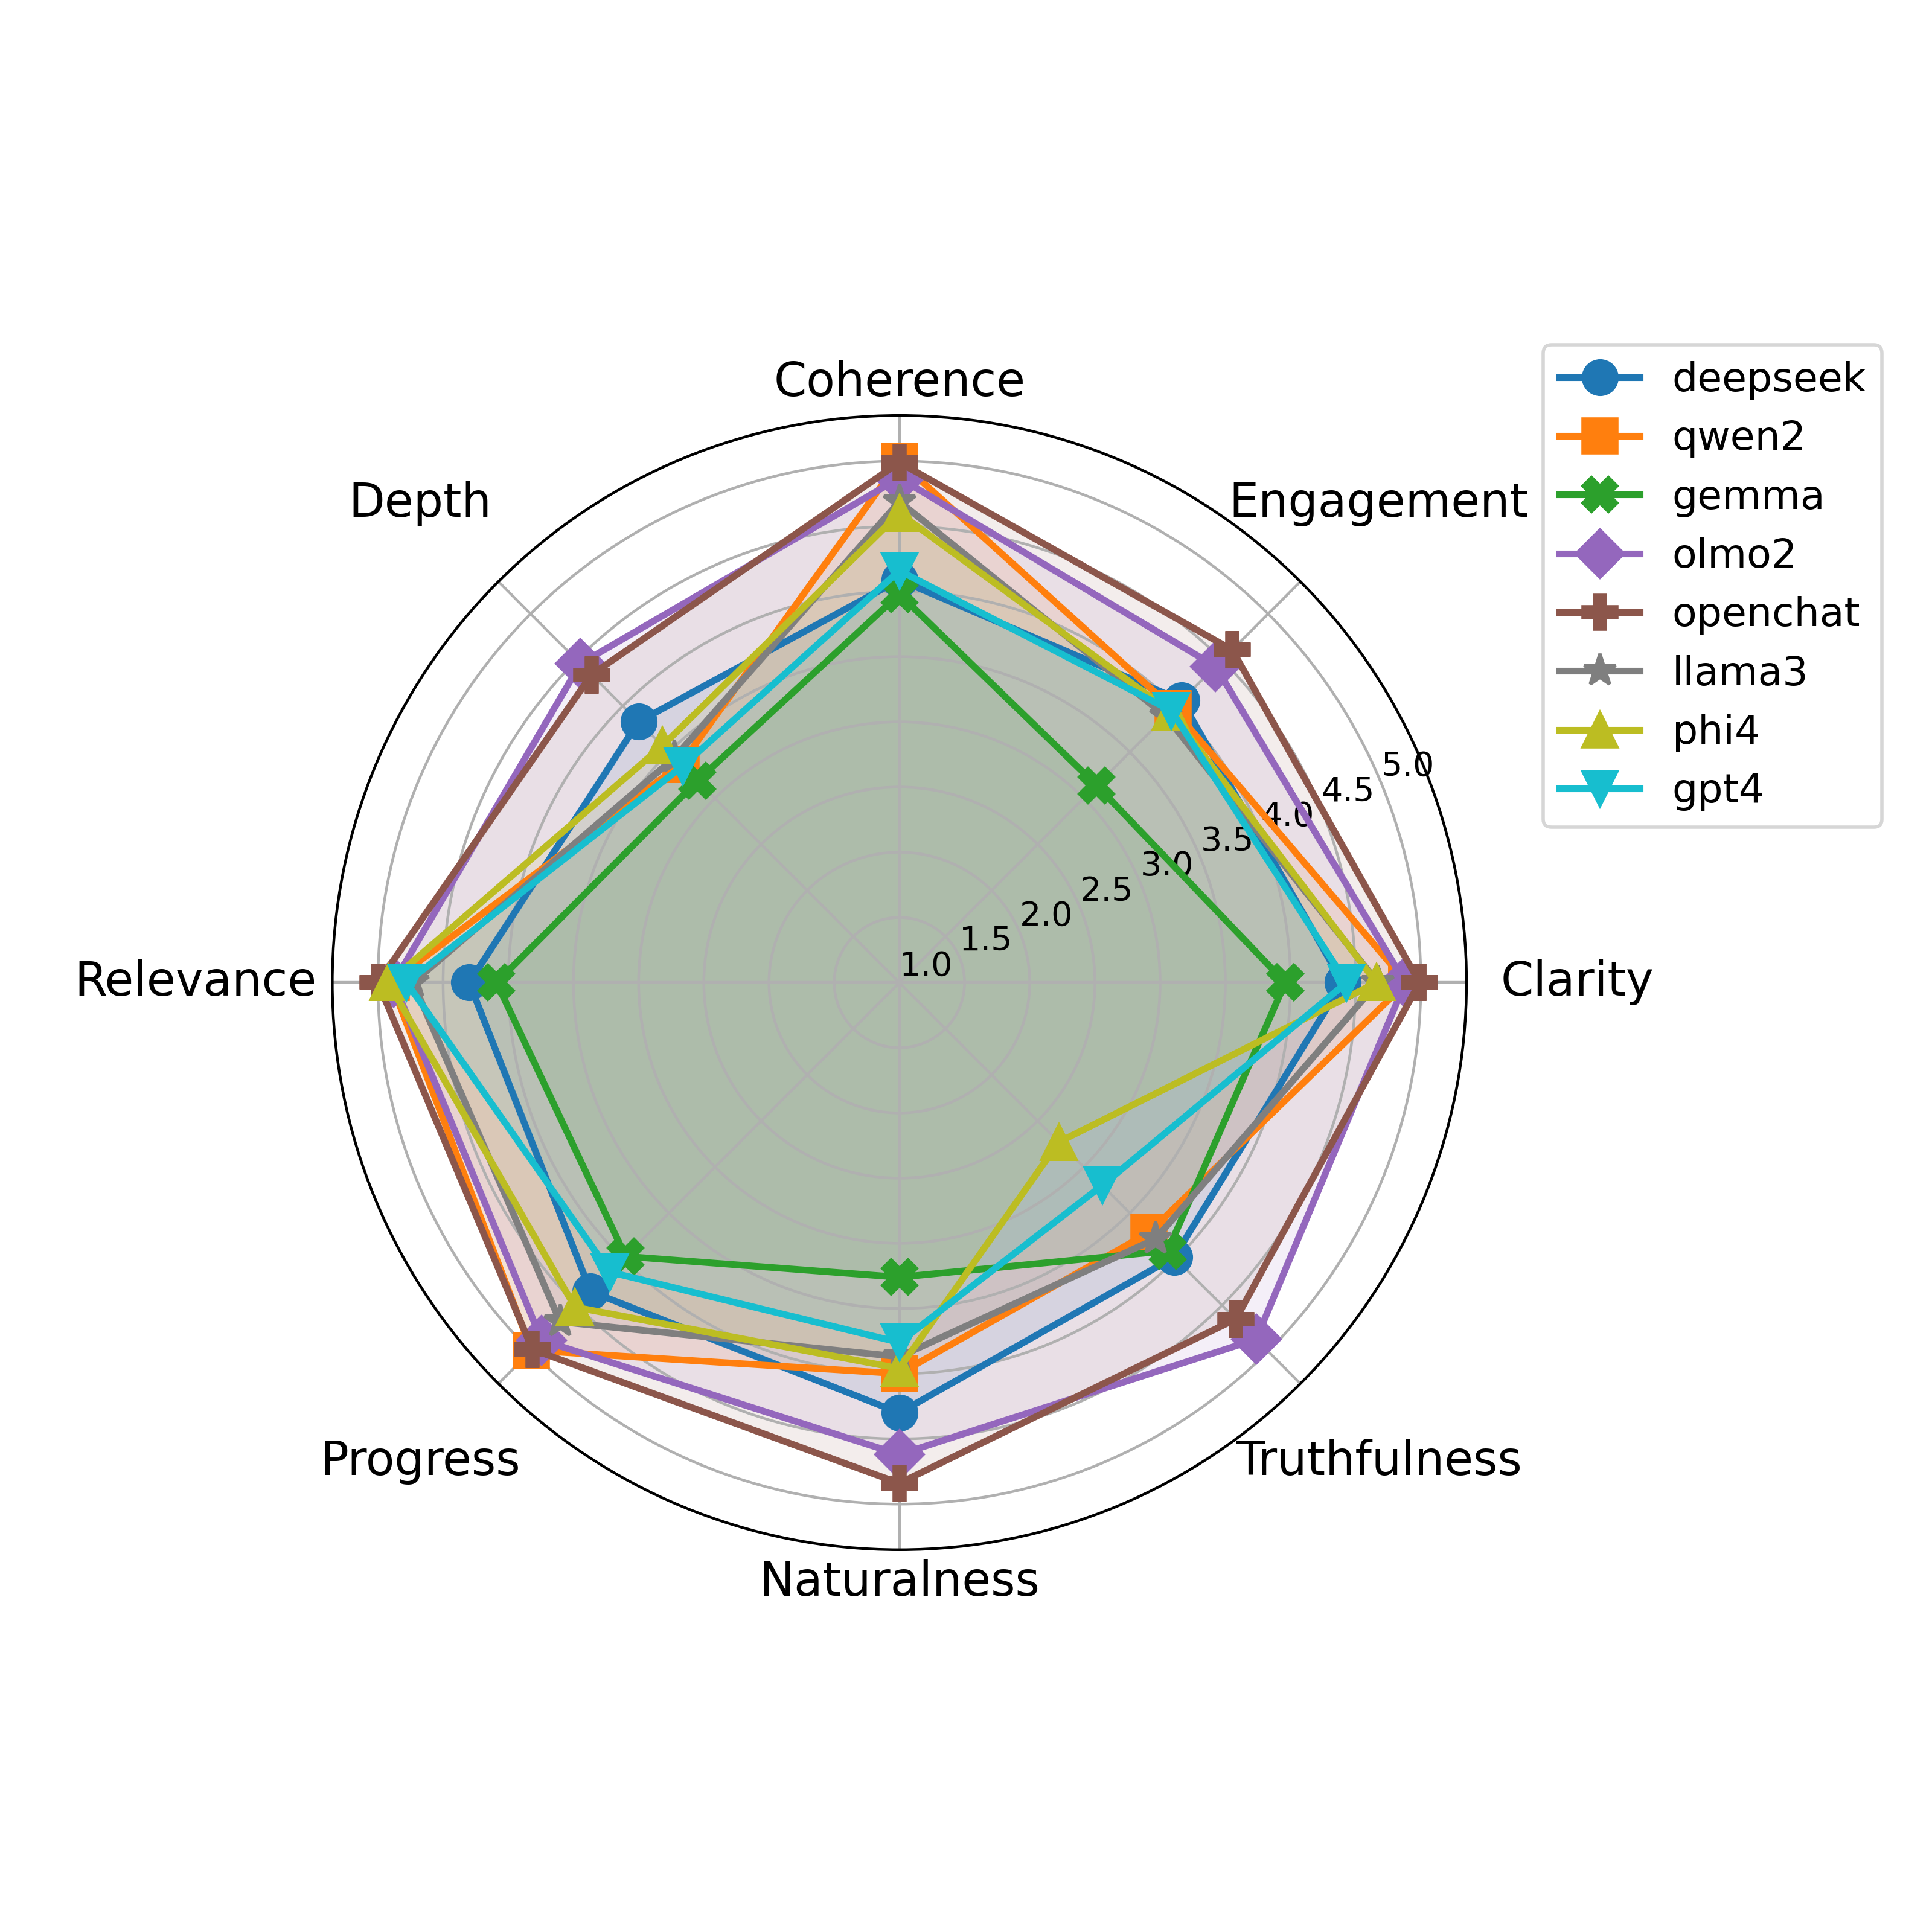 Coherence
Depth
Engagement
Relevance
Clarity
Progress
Truthfulness
Naturalness
1.0
1.5
2.0
2.5
3.0
3.5
4.0
4.5
5.0
deepseek
qwen2
gemma
olmo2
openchat
llama3
phi4
gpt4